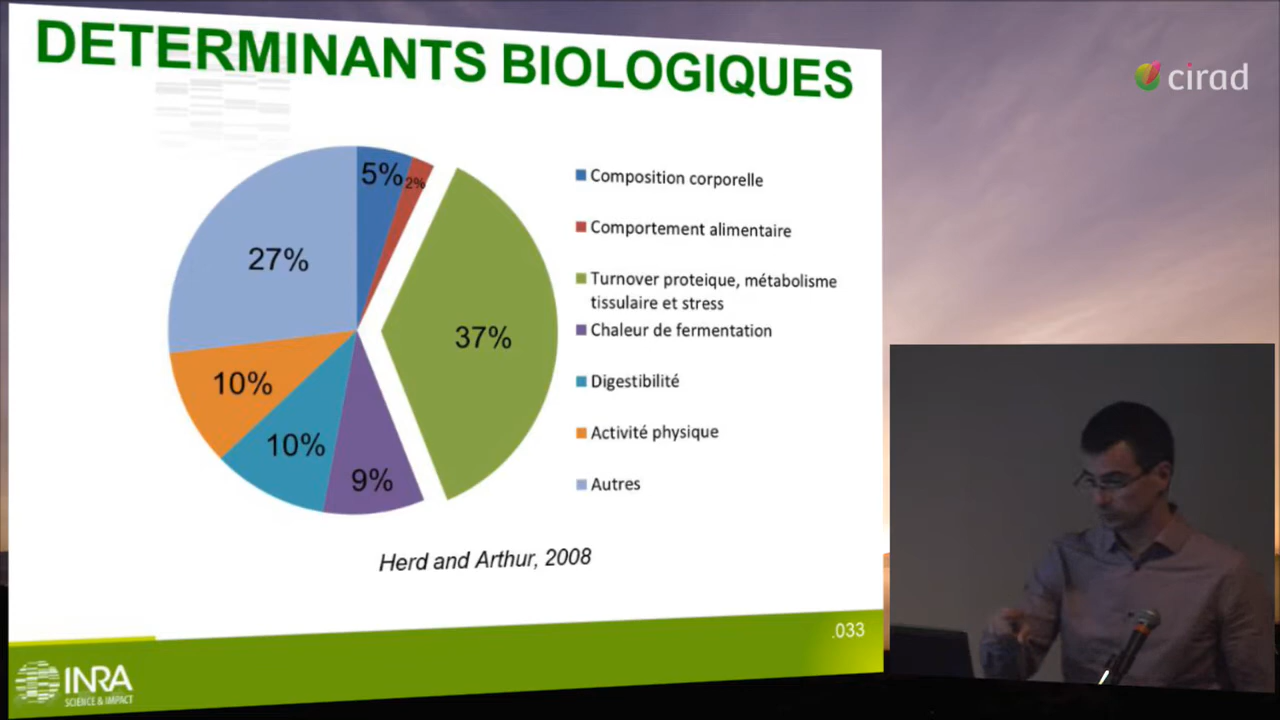 DETERMINANTS BIOLOGIQUES
cirad
5%
2%
37%
9%
10%
10%
27%
Composition corporelle
Comportement alimentaire
Turnover proteique, métabolisme
tissulaire et stress
Chaleur de fermentation
Digestibilité
Activité physique
Autres
Herd and Arthur, 2008
.033
INRA
SCIENCE & IMPACT